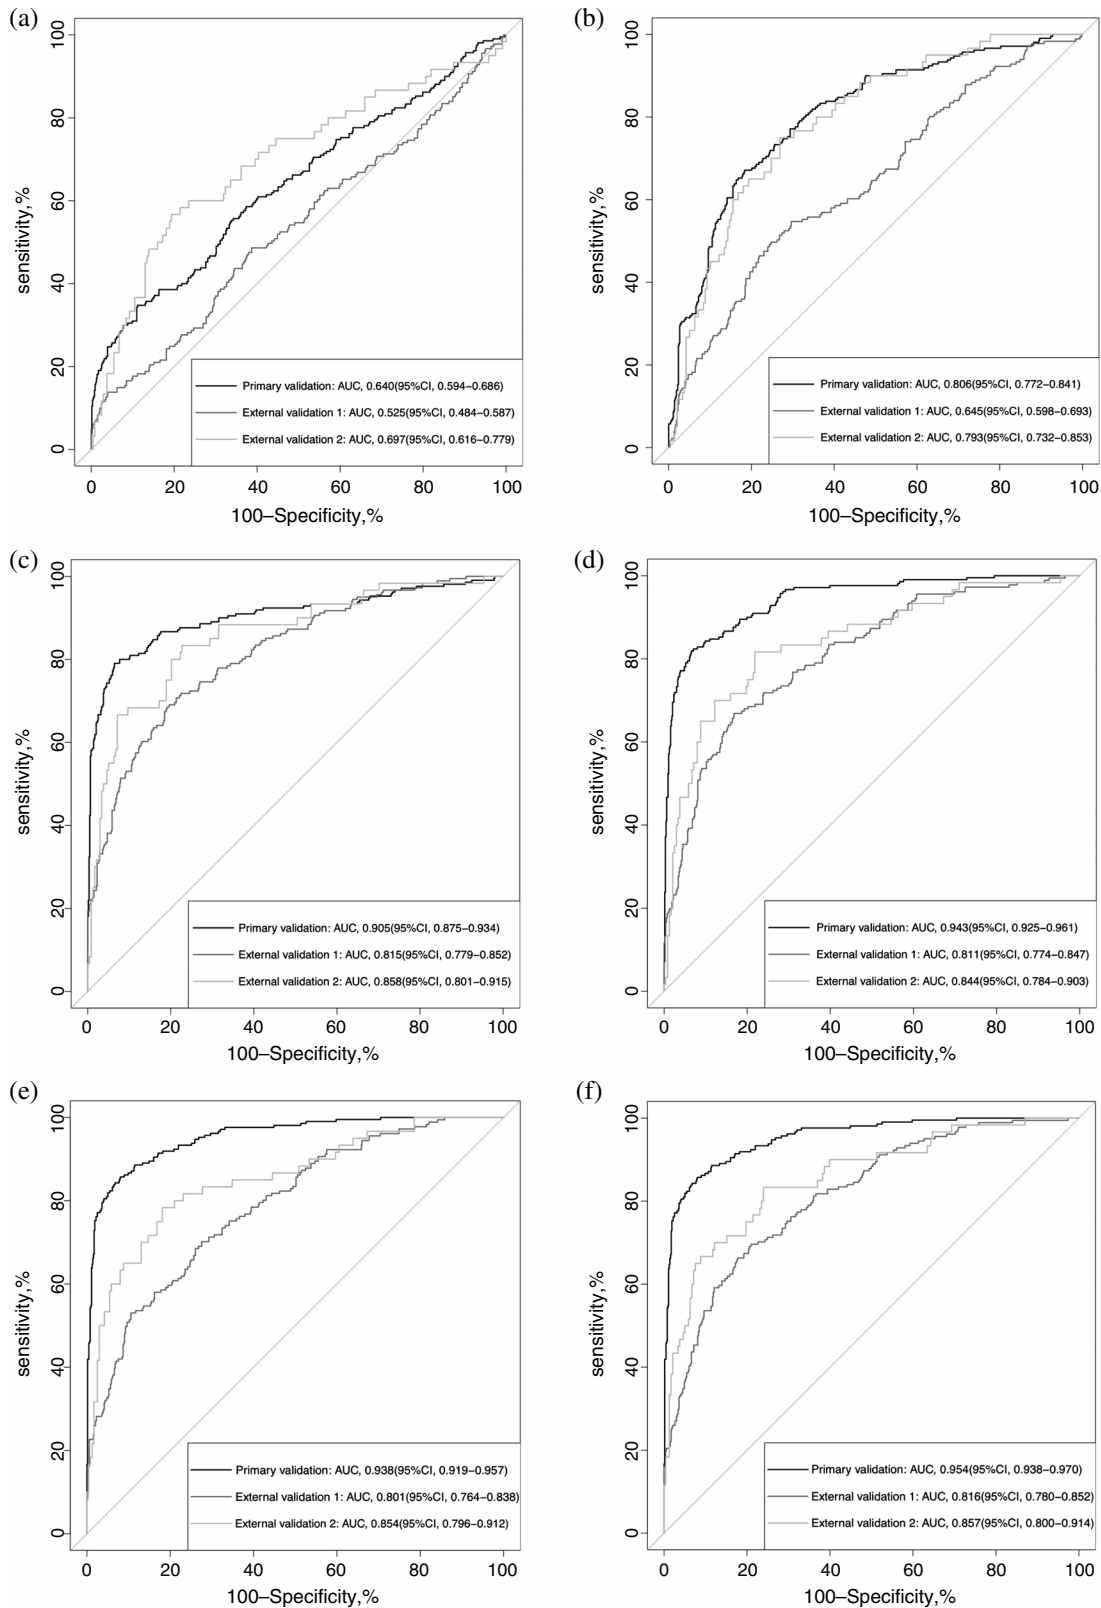 (a)
100
80
60
40
20
0
sensitivity,%
Primary validation: AUC, 0.640(95%CI, 0.594–0.686)
External validation 1: AUC, 0.525(95%CI, 0.484–0.587)
External validation 2: AUC, 0.697(95%CI, 0.616–0.779)
0 20 40 60 80 100
100–Specificity,%
(b)
100
80
60
40
20
0
sensitivity,%
Primary validation: AUC, 0.806(95%CI, 0.772–0.841)
External validation 1: AUC, 0.645(95%CI, 0.598–0.693)
External validation 2: AUC, 0.793(95%CI, 0.732–0.853)
0 20 40 60 80 100
100–Specificity,%
(c)
100
80
60
40
20
0
sensitivity,%
Primary validation: AUC, 0.905(95%CI, 0.875–0.934)
External validation 1: AUC, 0.815(95%CI, 0.779–0.852)
External validation 2: AUC, 0.858(95%CI, 0.801–0.915)
0 20 40 60 80 100
100–Specificity,%
(d)
100
80
60
40
20
0
sensitivity,%
Primary validation: AUC, 0.943(95%CI, 0.925–0.961)
External validation 1: AUC, 0.811(95%CI, 0.774–0.847)
External validation 2: AUC, 0.844(95%CI, 0.784–0.903)
0 20 40 60 80 100
100–Specificity,%
(e)
100
80
60
40
20
0
sensitivity,%
Primary validation: AUC, 0.938(95%CI, 0.919–0.957)
External validation 1: AUC, 0.801(95%CI, 0.764–0.838)
External validation 2: AUC, 0.854(95%CI, 0.796–0.912)
0 20 40 60 80 100
100–Specificity,%
(f)
100
80
60
40
20
0
sensitivity,%
Primary validation: AUC, 0.954(95%CI, 0.938–0.970)
External validation 1: AUC, 0.816(95%CI, 0.780–0.852)
External validation 2: AUC, 0.857(95%CI, 0.800–0.914)
0 20 40 60 80 100
100–Specificity,%